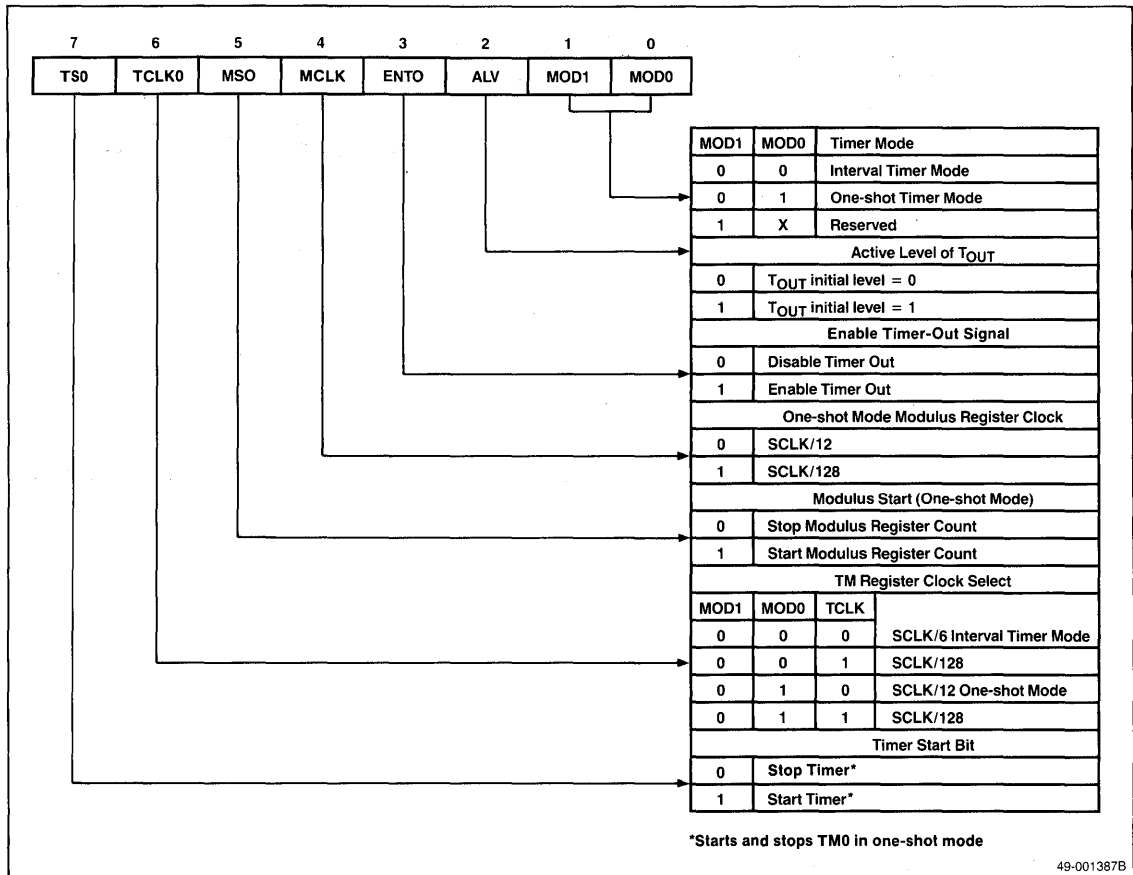 7 6 5 4 3 2 1 0
TS0 TCLK0 MSO MCLK ENTO ALV MOD1 MOD0
MOD1 MOD0 Timer Mode
0 0 Interval Timer Mode
0 1 One-shot Timer Mode
1 X Reserved
Active Level of TOUT
0 TOUT initial level = 0
1 TOUT initial level = 1
Enable Timer-Out Signal
0 Disable Timer Out
1 Enable Timer Out
One-shot Mode Modulus Register Clock
0 SCLK/12
1 SCLK/128
Modulus Start (One-shot Mode)
0 Stop Modulus Register Count
1 Start Modulus Register Count
TM Register Clock Select
MOD1 MOD0 TCLK
0 0 0 SCLK/6 Interval Timer Mode
0 0 1 SCLK/128
0 1 0 SCLK/12 One-shot Mode
0 1 1 SCLK/128
Timer Start Bit
0 Stop Timer*
1 Start Timer*
*Starts and stops TM0 in one-shot mode
49-001387B